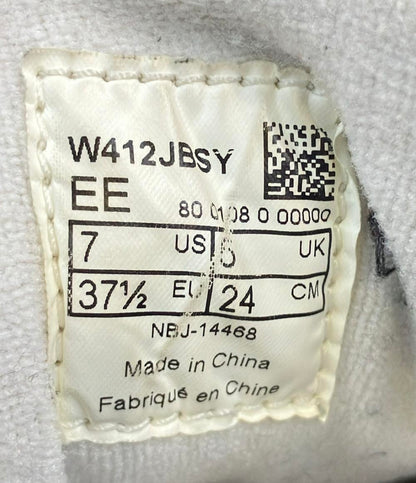 W412JBSY
EE
80 0108 0 00000
7 US 5 UK
37½ EU 24 CM
NBJ-14468
Made in China
Fabriqué en Chine